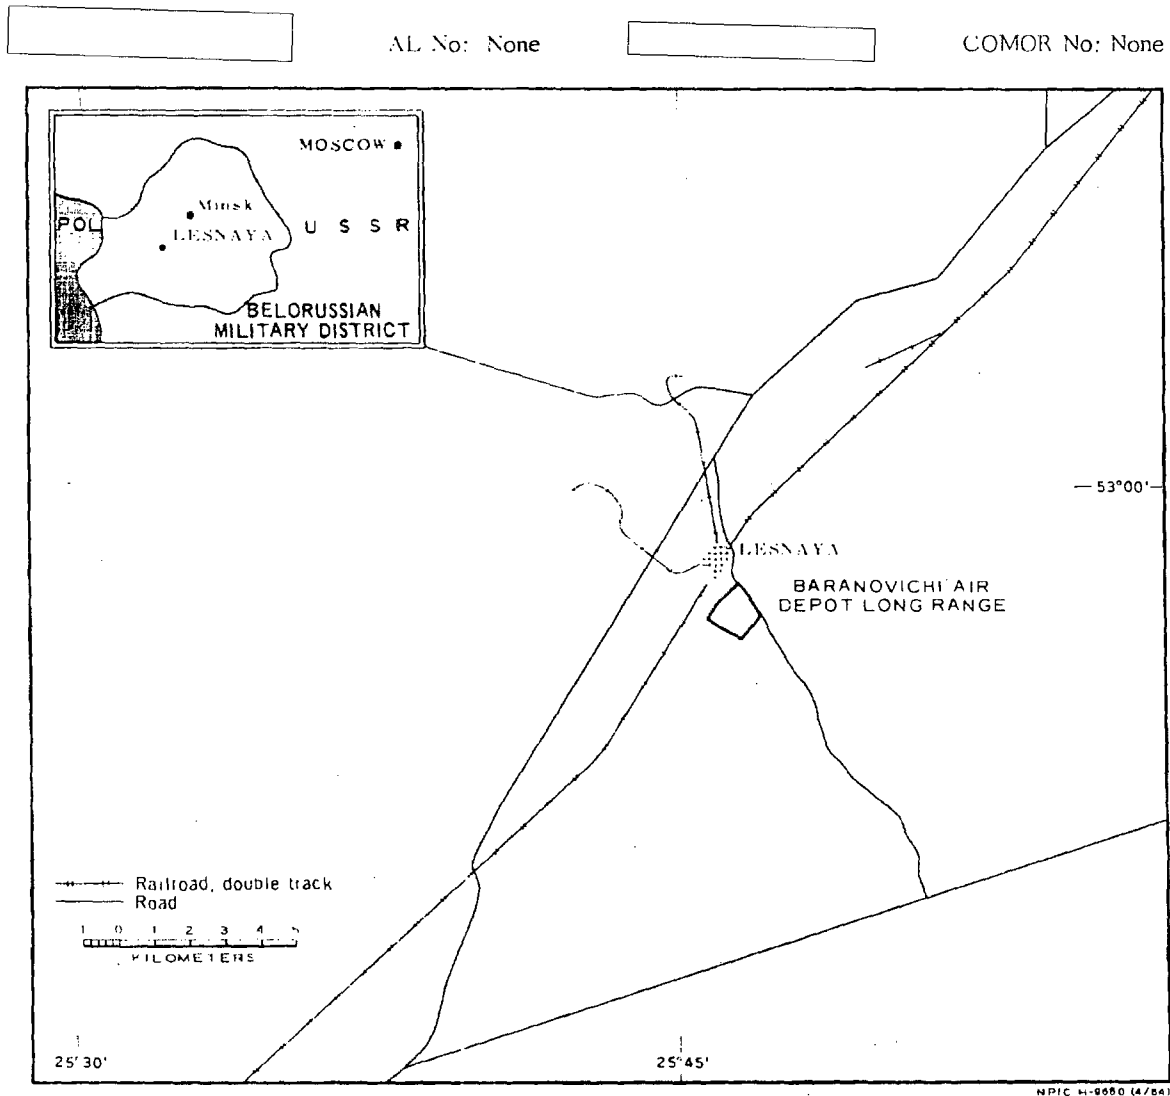 AL No: None
COMOR No: None
MOSCOW
Minsk
POL
U S S R
LESNAYA
BELORUSSIAN
MILITARY DISTRICT
53°00'
LESNAYA
BARANOVICHI AIR
DEPOT LONG RANGE
Railroad, double track
Road
1 0 1 2 3 4 5
KILOMETERS
25°30'
25°45'
NPIC H-9660 (4/64)